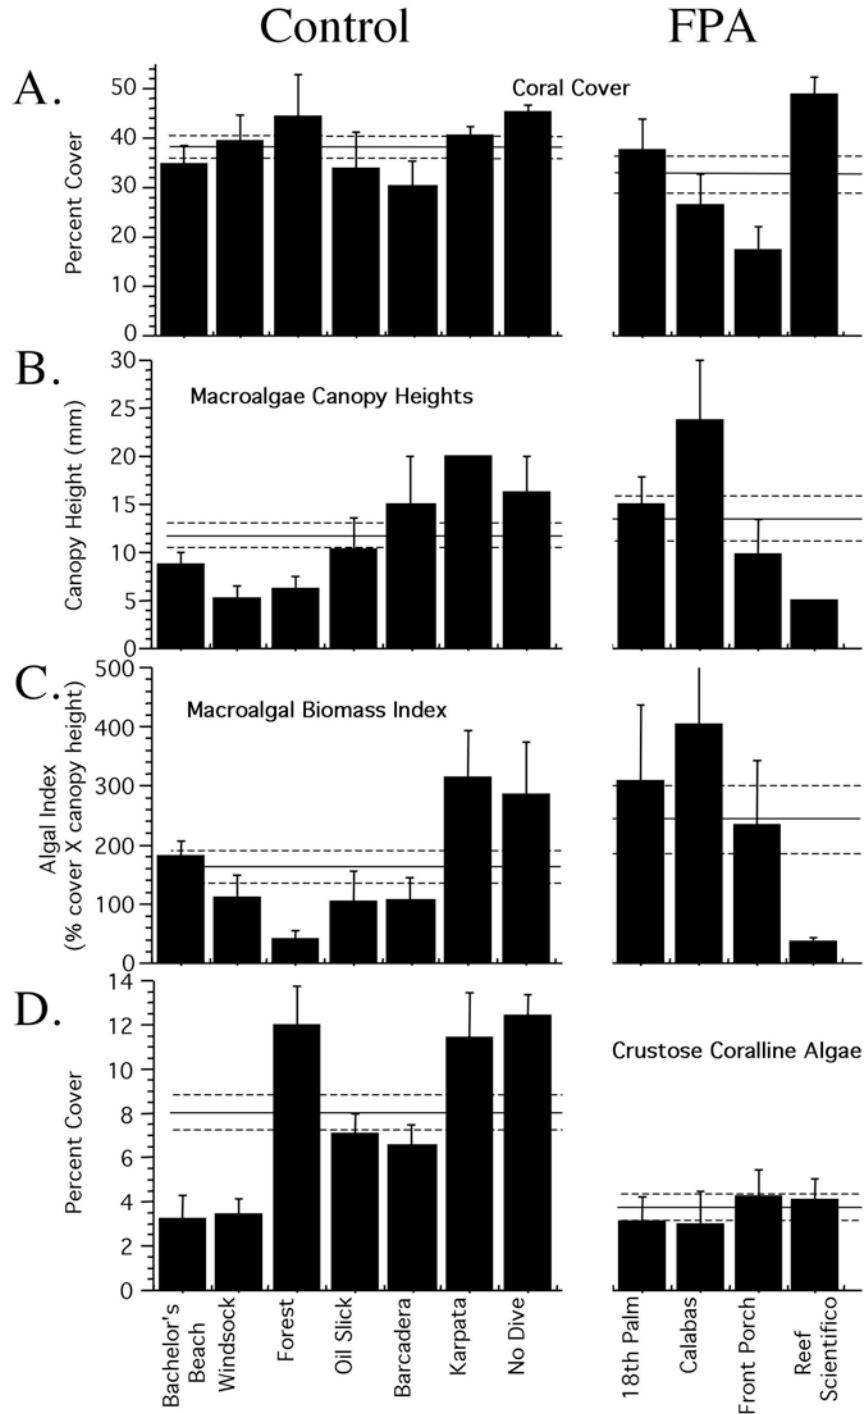 Control FPA
A.
Coral Cover
Percent Cover
50
40
30
20
10
0
B.
Macroalgae Canopy Heights
Canopy Height (mm)
30
25
20
15
10
5
0
C.
Macroalgal Biomass Index
Algal Index
(% cover X canopy height)
500
400
300
200
100
0
D.
Crustose Coralline Algae
Percent Cover
14
12
10
8
6
4
2
0
Bachelor's
Beach
Windsock
Forest
Oil Slick
Barcadera
Karpata
No Dive
18th Palm
Calabas
Front Porch
Reef
Scientifico